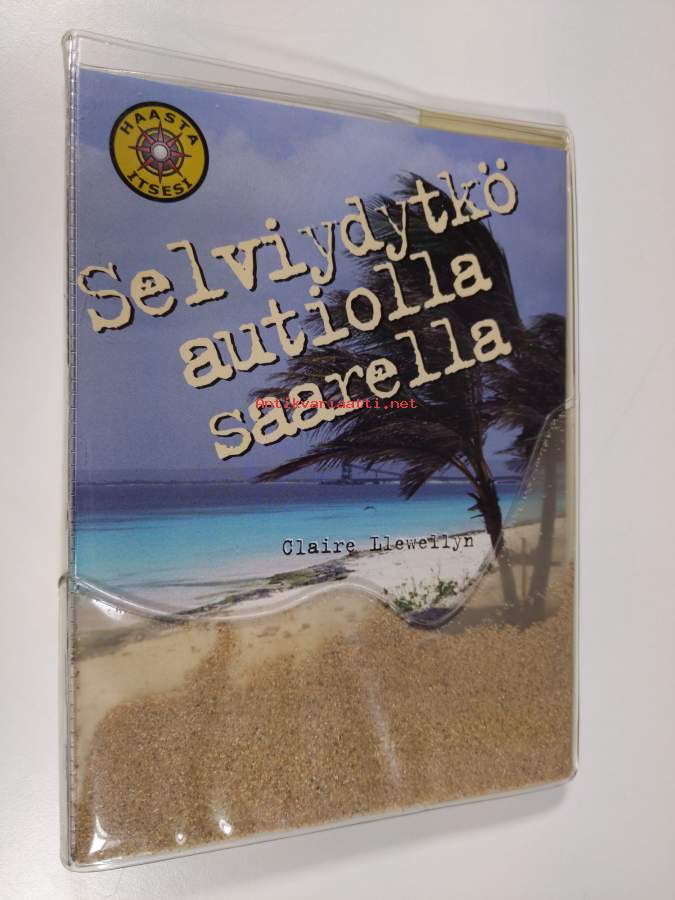 HAASTA
ITSESI
Selviydytkö
autiolla
saarella
Antikvariaatti.net
Claire Llewellyn